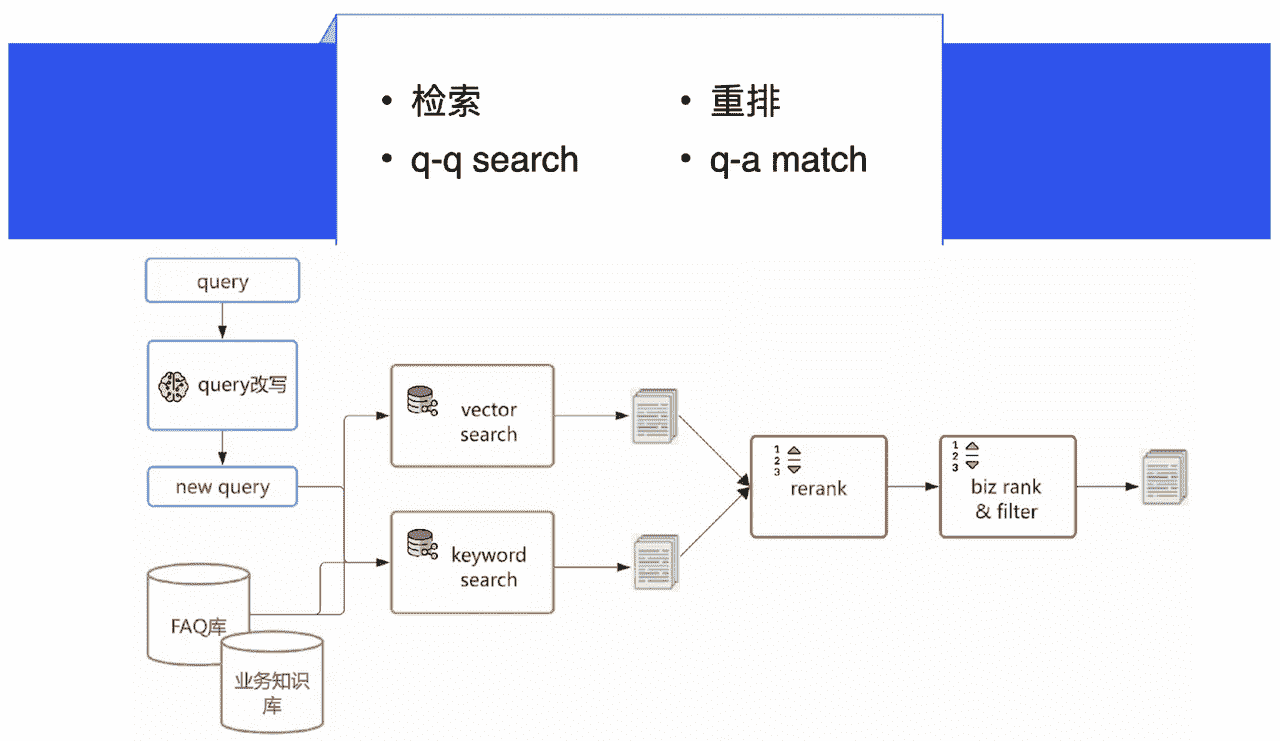 检索
q-q search
重排
q-a match
query
query改写
new query
FAQ库
业务知识
库
vector
search
keyword
search
1
2
3
rerank
1
2
3
biz rank
& filter